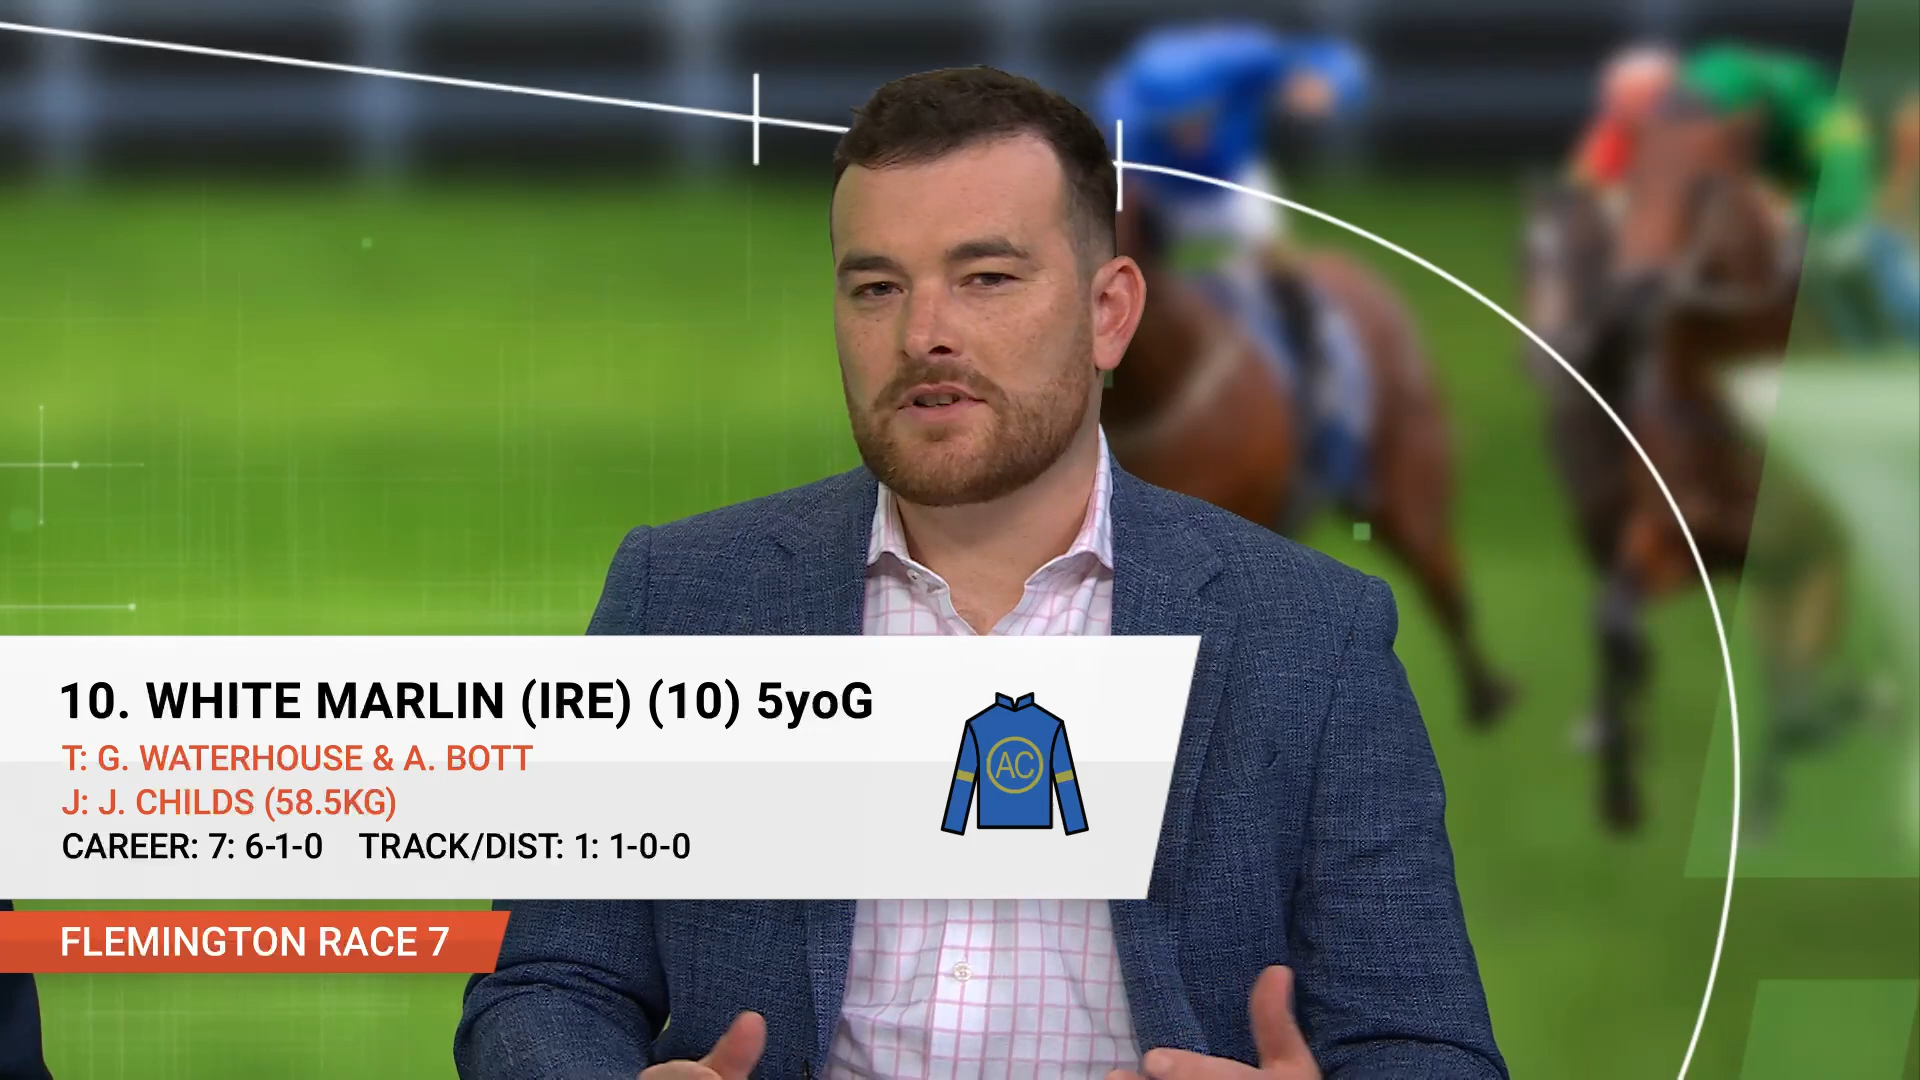 10. WHITE MARLIN (IRE) (10) 5yoG
T: G. WATERHOUSE & A. BOTT
J: J. CHILDS (58.5KG)
CAREER: 7: 6-1-0 TRACK/DIST: 1: 1-0-0
AC
FLEMINGTON RACE 7